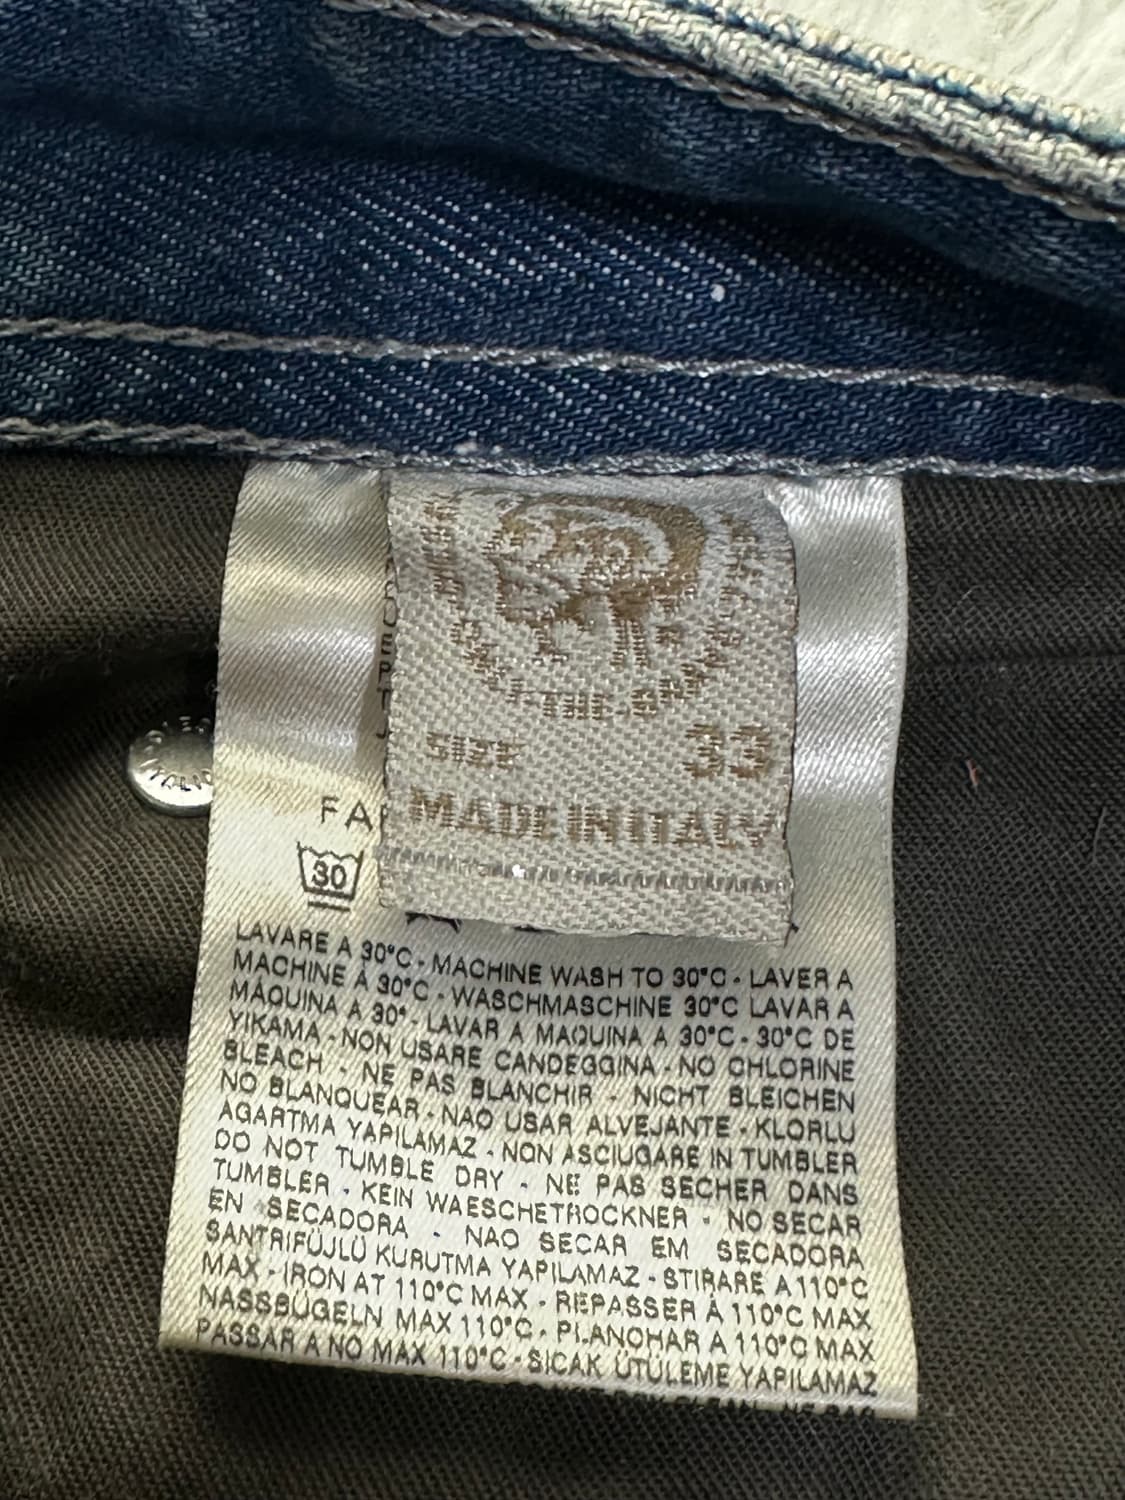 THE BRA
SIZE 33
MADE IN ITALY
FA
30
LAVARE A 30°C - MACHINE WASH TO 30°C - LAVER A
MACHINE À 30°C - WASCHMASCHINE 30°C LAVAR A
MÁQUINA A 30° - LAVAR A MAQUINA A 30°C - 30°C DE
YIKAMA - NON USARE CANDEGGINA - NO CHLORINE
BLEACH - NE PAS BLANCHIR - NICHT BLEICHEN
NO BLANQUEAR - NAO USAR ALVEJANTE - KLORLU
AGARTMA YAPILAMAZ - NON ASCIUGARE IN TUMBLER
DO NOT TUMBLE DRY - NE PAS SECHER DANS
TUMBLER - KEIN WAESCHETROCKNER - NO SECAR
EN SECADORA - NAO SECAR EM SECADORA
SANTRIFÜJLÜ KURUTMA YAPILAMAZ - STIRARE A 110°C
MAX - IRON AT 110°C MAX - REPASSER À 110°C MAX
NASSBÜGELN MAX 110°C - PLANCHAR A 110°C MAX
PASSAR A NO MAX 110°C - SICAK ÜTÜLEME YAPILAMAZ